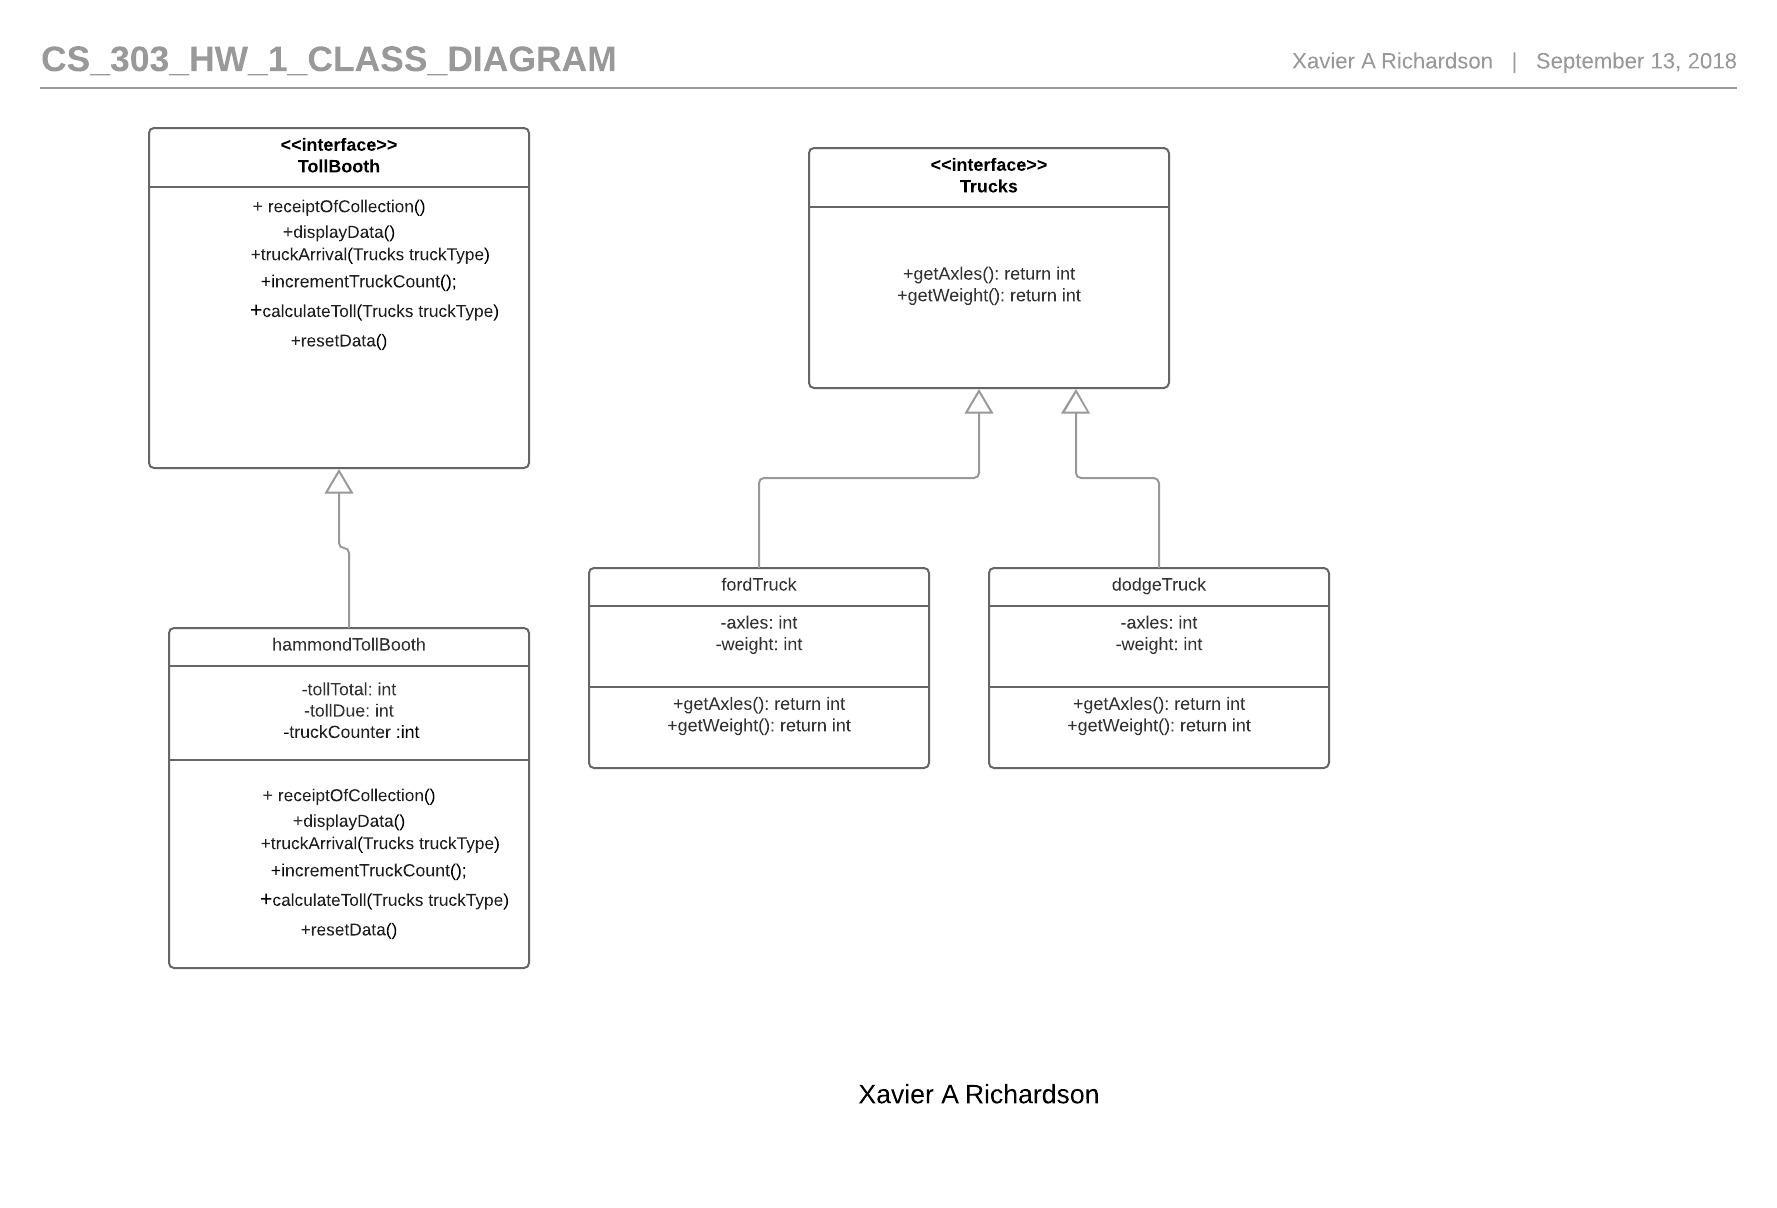 CS_303_HW_1_CLASS_DIAGRAM
Xavier A Richardson | September 13, 2018
<<interface>>
TollBooth
+ receiptOfCollection()
+displayData()
+truckArrival(Trucks truckType)
+incrementTruckCount();
+calculateToll(Trucks truckType)
+resetData()
<<interface>>
Trucks
+getAxles(): return int
+getWeight(): return int
hammondTollBooth
-tollTotal: int
-tollDue: int
-truckCounter :int
+ receiptOfCollection()
+displayData()
+truckArrival(Trucks truckType)
+incrementTruckCount();
+calculateToll(Trucks truckType)
+resetData()
fordTruck
-axles: int
-weight: int
+getAxles(): return int
+getWeight(): return int
dodgeTruck
-axles: int
-weight: int
+getAxles(): return int
+getWeight(): return int
Xavier A Richardson